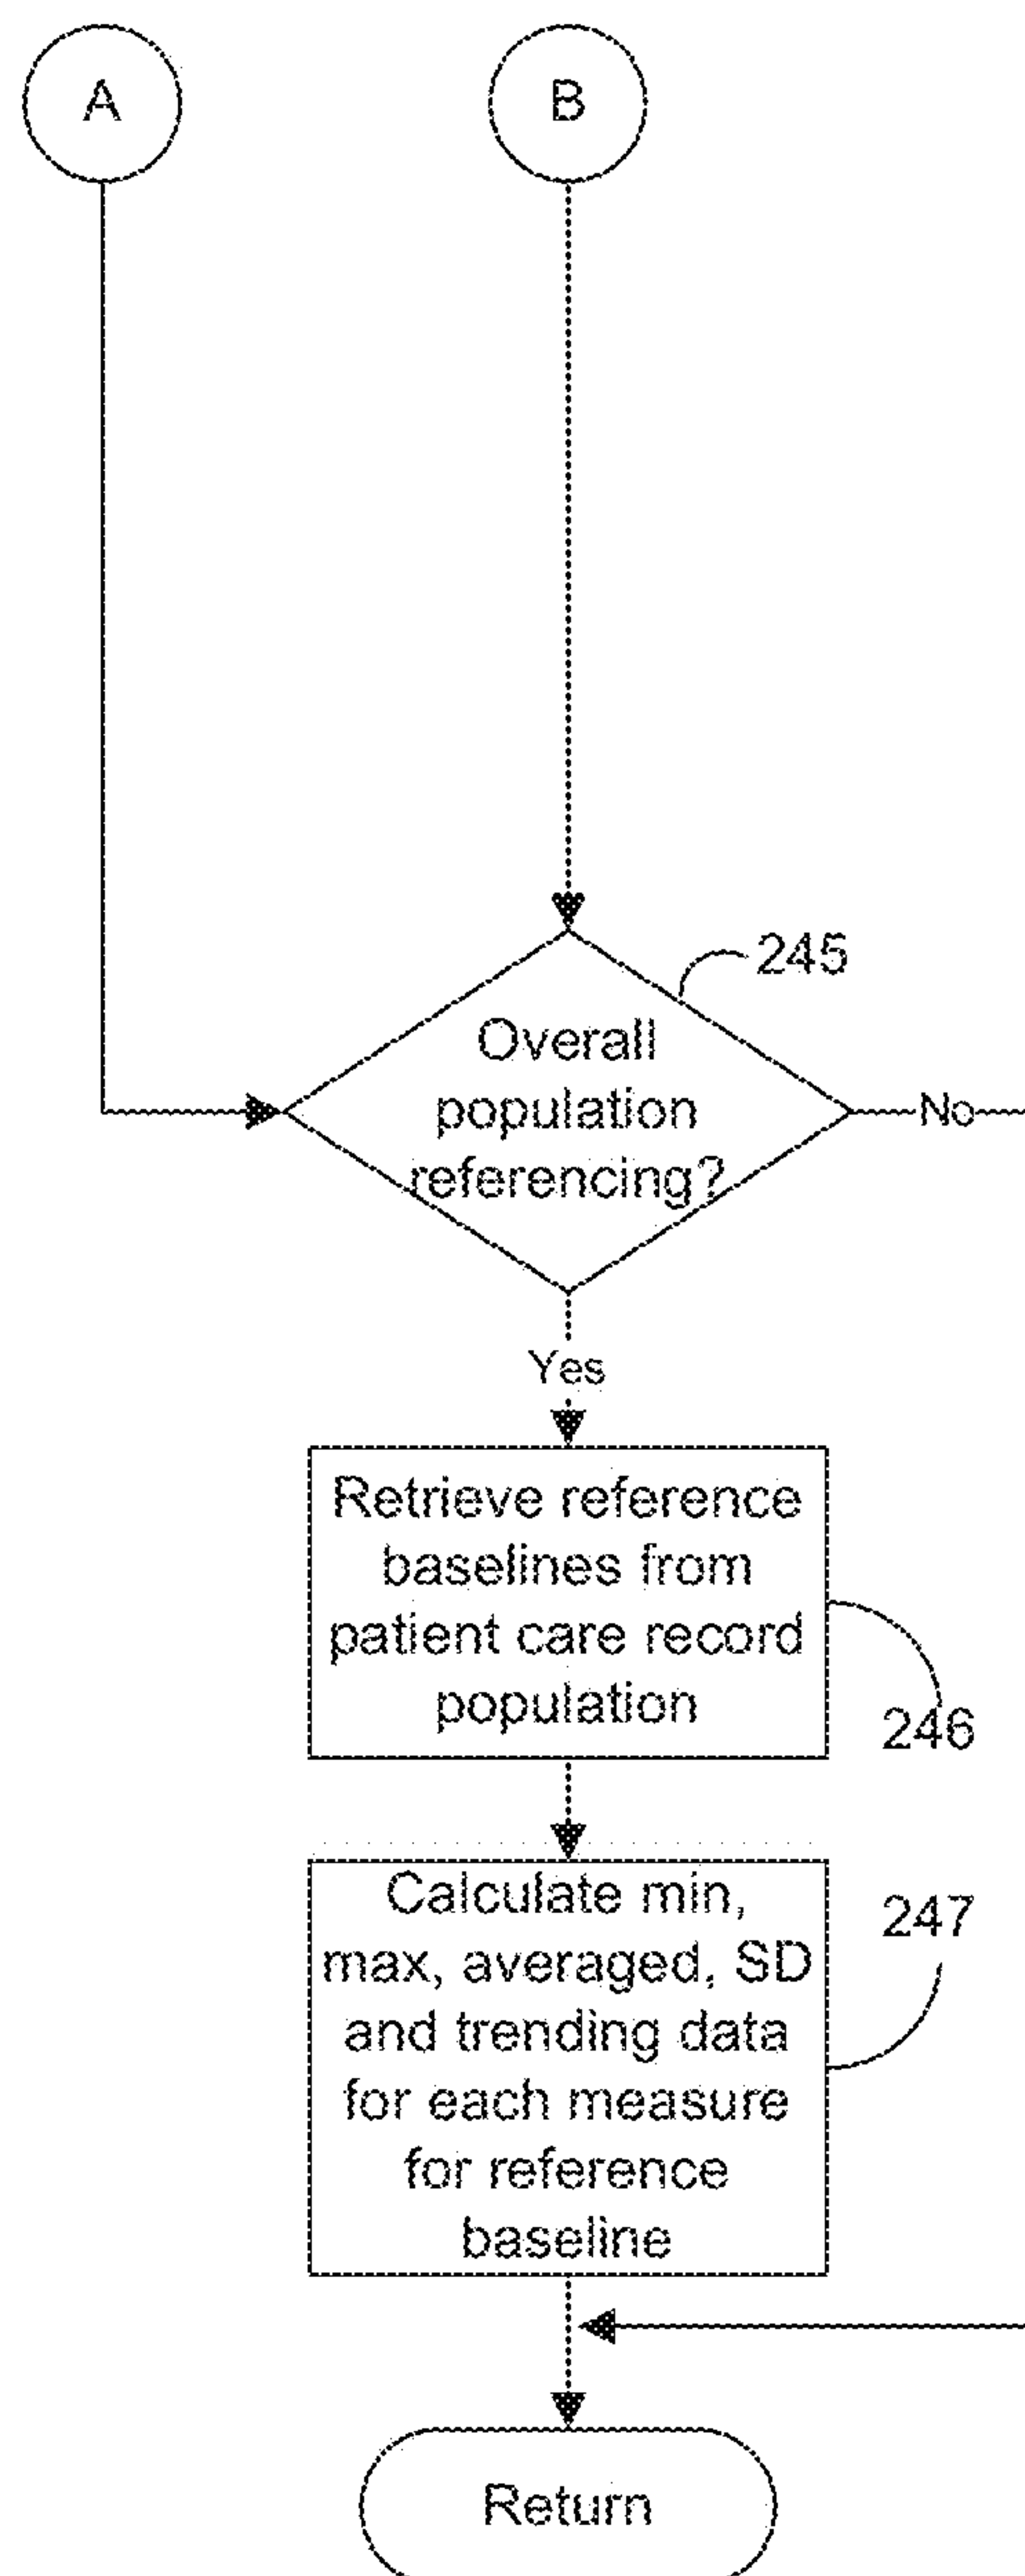 A
B
245
Overall
population
referencing?
No
Yes
Retrieve reference
baselines from
patient care record
population
246
Calculate min,
max, averaged, SD
and trending data
for each measure
for reference
baseline
247
Return